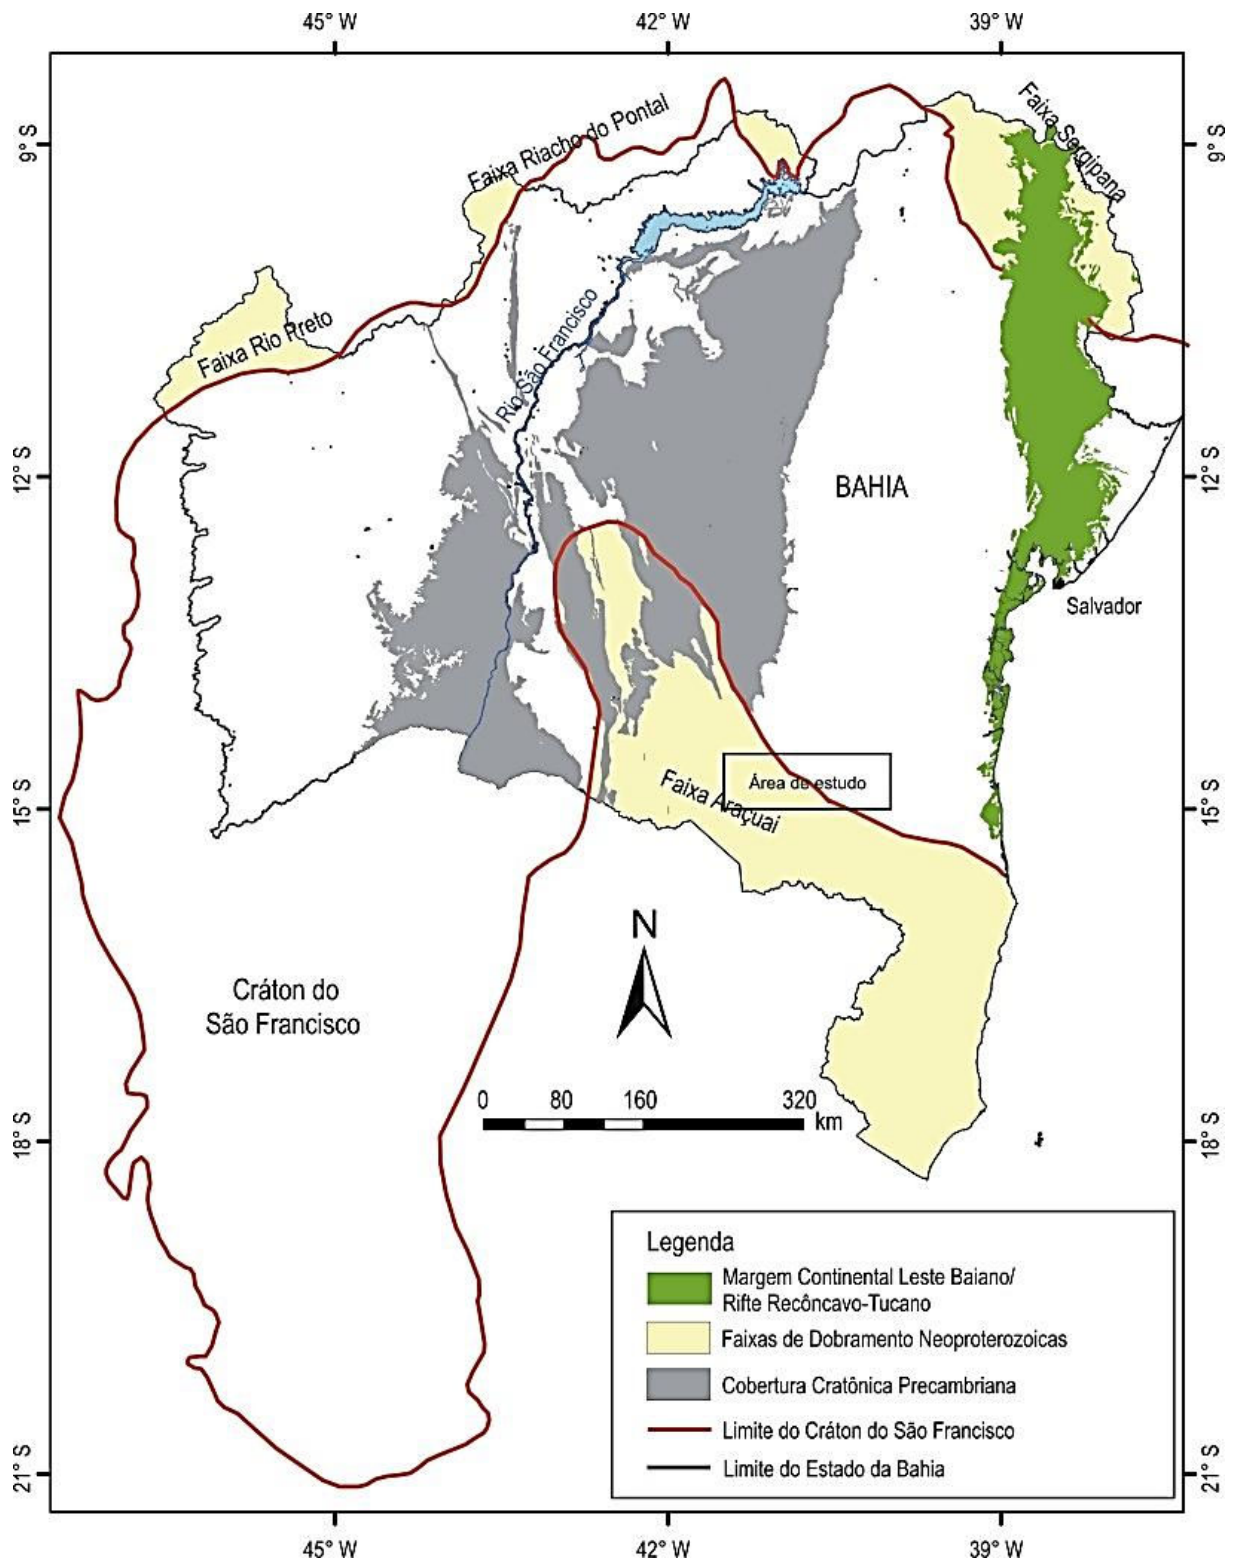 45° W
42° W
39° W
9° S
9° S
Faixa Riacho do Pontal
Faixa Sergipana
Faixa Rio Preto
Rio São Francisco
12° S
12° S
BAHIA
Salvador
Área de estudo
Faixa Araçuai
15° S
15° S
N
Cráton do
São Francisco
0 80 160 320
km
18° S
18° S
Legenda
Margem Continental Leste Baiano/
Rifte Recôncavo-Tucano
Faixas de Dobramento Neoproterozoicas
Cobertura Cratônica Precambriana
Limite do Cráton do São Francisco
Limite do Estado da Bahia
21° S
21° S
45° W
42° W
39° W